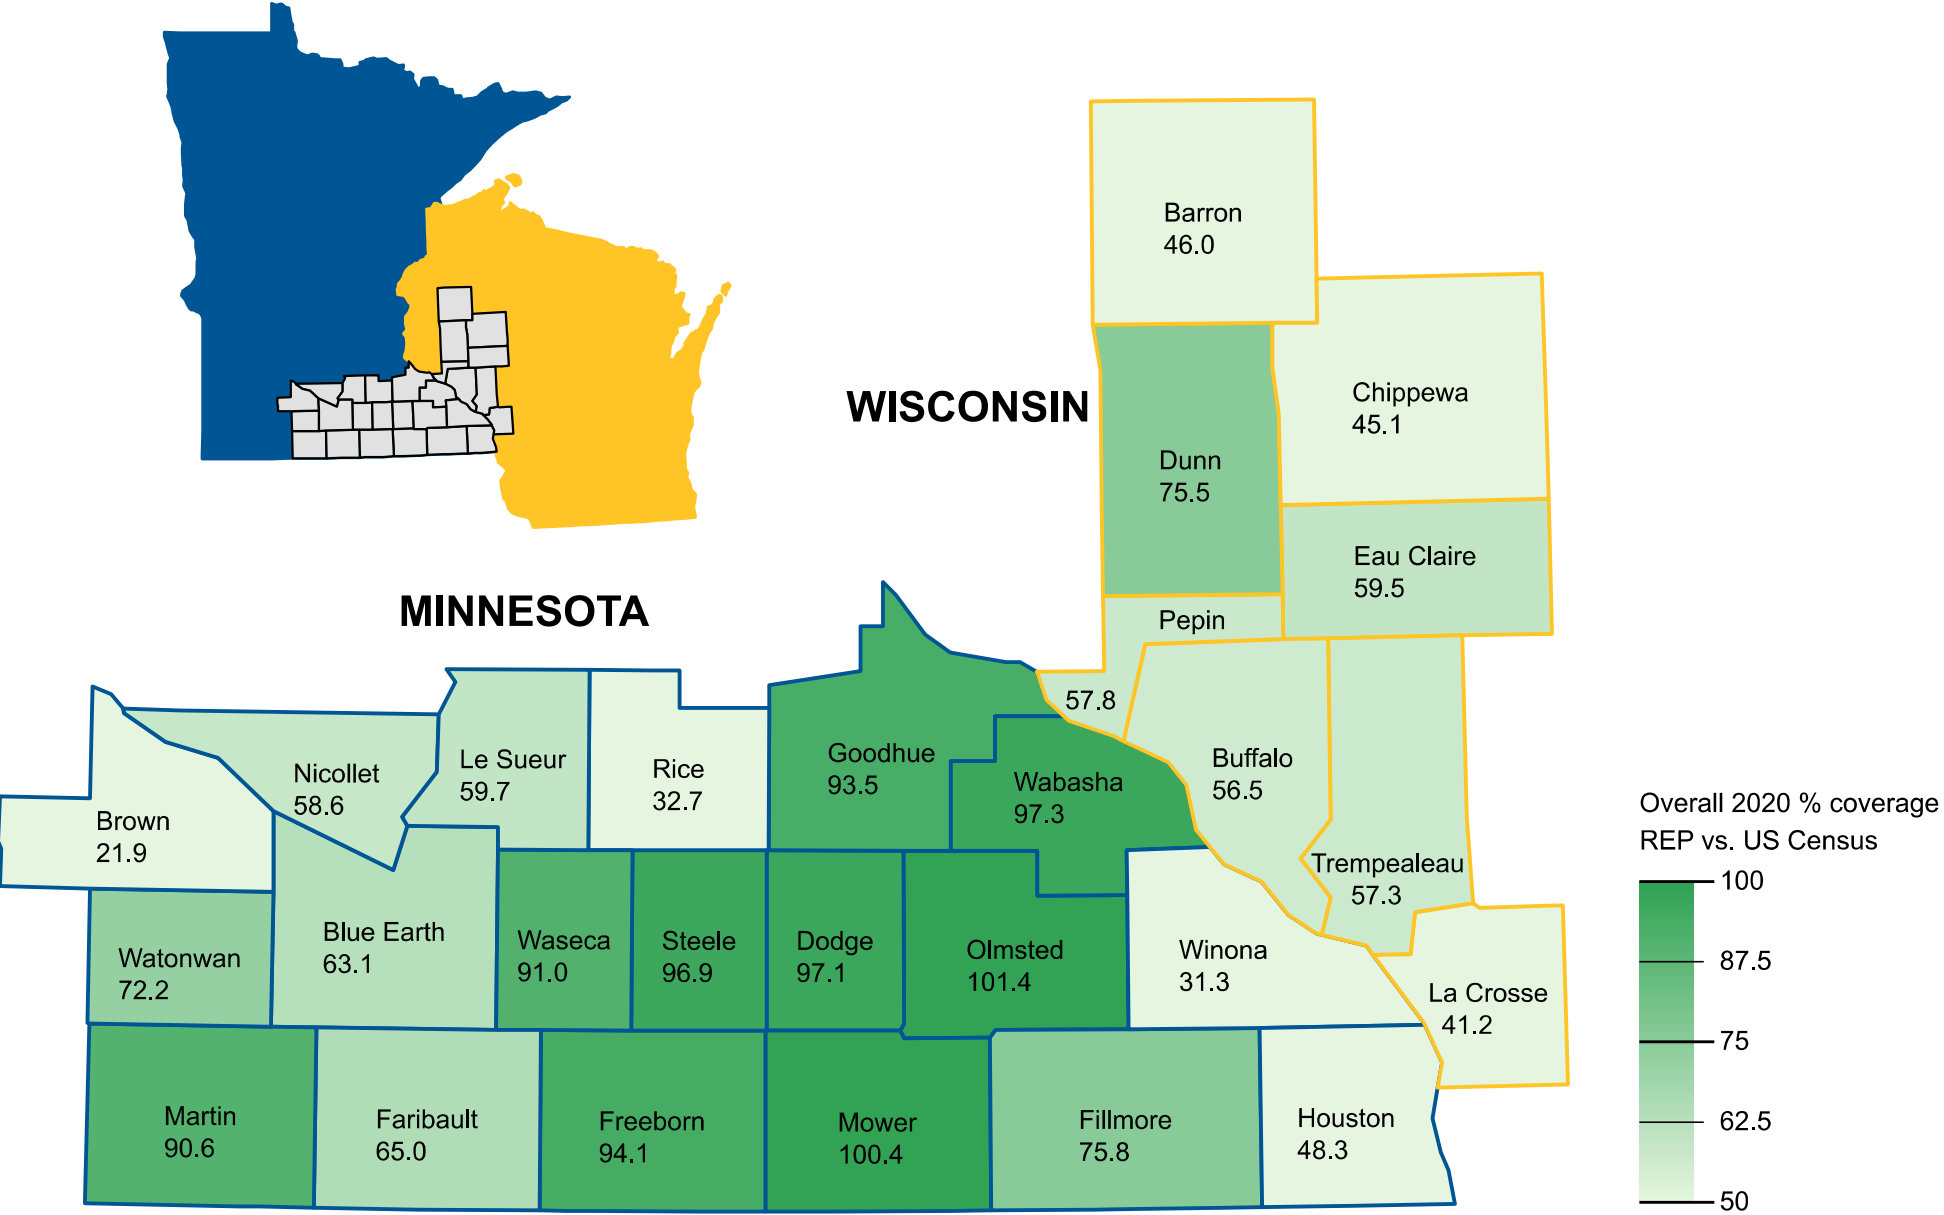 WISCONSIN
Barron
46.0
Chippewa
45.1
Dunn
75.5
Eau Claire
59.5
Pepin
57.8
Buffalo
56.5
Trempealeau
57.3
La Crosse
41.2
MINNESOTA
Brown
21.9
Nicollet
58.6
Le Sueur
59.7
Rice
32.7
Goodhue
93.5
Wabasha
97.3
Watonwan
72.2
Blue Earth
63.1
Waseca
91.0
Steele
96.9
Dodge
97.1
Olmsted
101.4
Winona
31.3
Martin
90.6
Faribault
65.0
Freeborn
94.1
Mower
100.4
Fillmore
75.8
Houston
48.3
Overall 2020 % coverage
REP vs. US Census
100
87.5
75
62.5
50